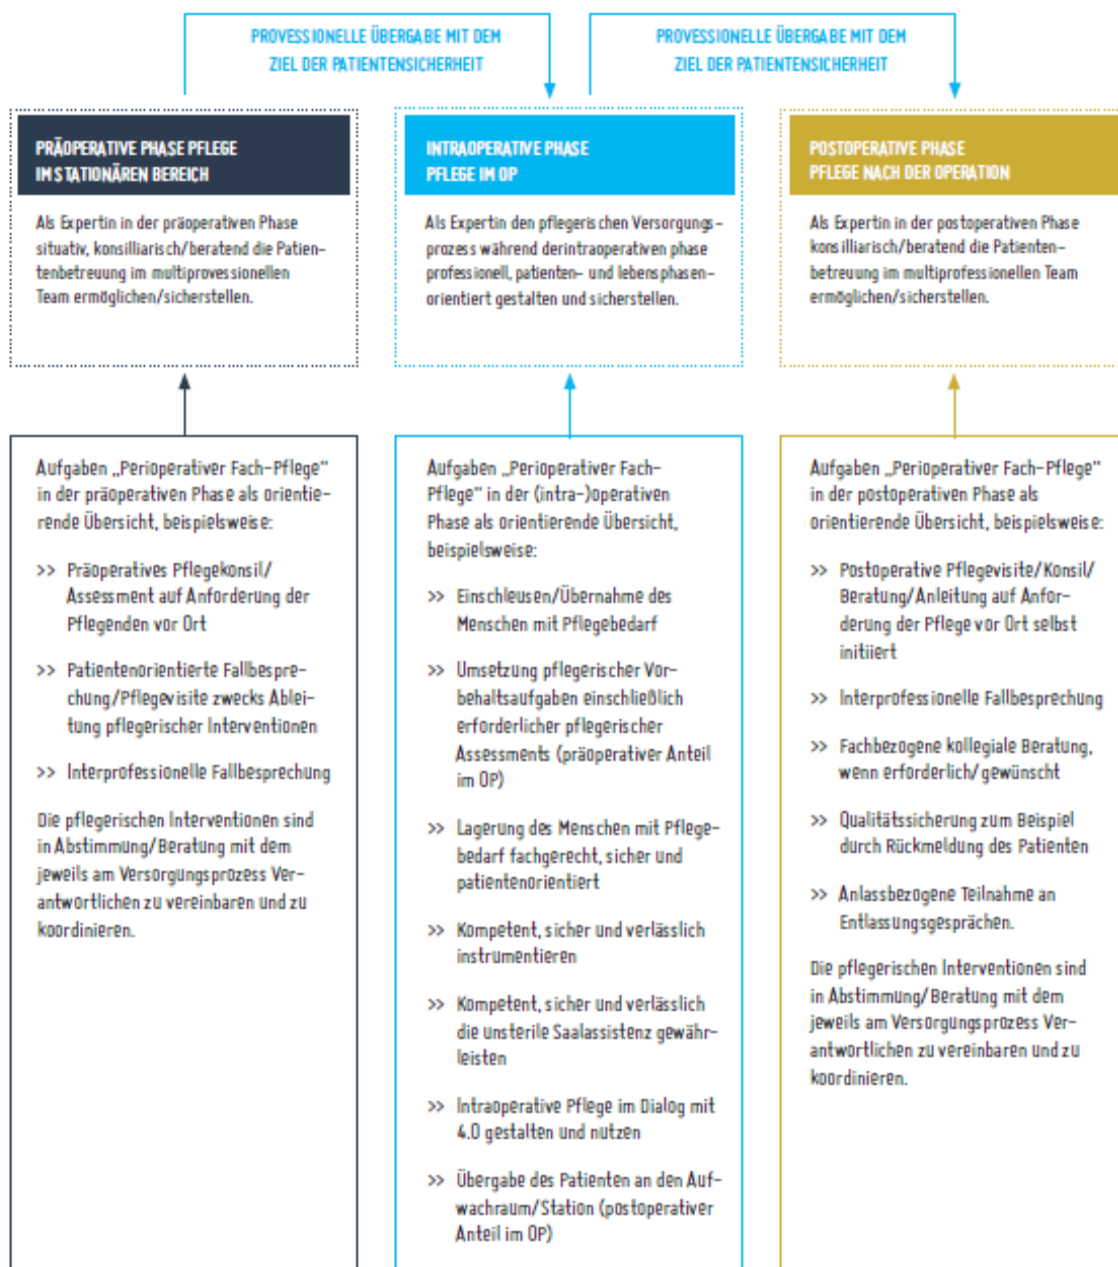 PROVESSIONELLE ÜBERGABE MIT DEM
ZIEL DER PATIENTENSICHERHEIT
PROVESSIONELLE ÜBERGABE MIT DEM
ZIEL DER PATIENTENSICHERHEIT
PRÄOPERATIVE PHASE PFLEGE
IM STATIONÄREN BEREICH
Als Expertin in der präoperativen Phase
situativ, konsilliarisch/beratend die Patien-
tenbetreuung im multiprovessionellen
Team ermöglichen/sicherstellen.
INTRAOPERATIVE PHASE
PFLEGE IM OP
Als Expertin den pflegerischen Versorgungs-
prozess während derintraoperativen phase
professionell, patienten- und lebensphasen-
orientiert gestalten und sicherstellen.
POSTOPERATIVE PHASE
PFLEGE NACH DER OPERATION
Als Expertin in der postoperativen Phase
konsilliarisch/beratend die Patienten-
betreuung im multiprofessionellen Team
ermöglichen/sicherstellen.
Aufgaben „Perioperativer Fach-Pflege“
in der präoperativen Phase als orientie-
rende Übersicht, beispielsweise:
>> Präoperatives Pflegekonsil/
Assessment auf Anforderung der
Pflegenden vor Ort
>> Patientenorientierte Fallbespre-
chung/Pflegevisite zwecks Ablei-
tung pflegerischer Interventionen
>> Interprofessionelle Fallbesprechung
Die pflegerischen Interventionen sind
in Abstimmung/Beratung mit dem
jeweils am Versorgungsprozess Ver-
antwortlichen zu vereinbaren und zu
koordinieren.
Aufgaben „Perioperativer Fach-
Pflege“ in der (intra-)operativen
Phase als orientierende Übersicht,
beispielsweise:
>> Einschleusen/Übernahme des
Menschen mit Pflegebedarf
>> Umsetzung pflegerischer Vor-
behaltsaufgaben einschließlich
erforderlicher pflegerischer
Assessments (präoperativer Anteil
im OP)
>> Lagerung des Menschen mit Pflege-
bedarf fachgerecht, sicher und
patientenorientiert
>> Kompetent, sicher und verlässlich
instrumentieren
>> Kompetent, sicher und verlässlich
die unsterile Saalassistenz gewähr-
leisten
>> Intraoperative Pflege im Dialog mit
4.0 gestalten und nutzen
>> Übergabe des Patienten an den Auf-
wachraum/Station (postoperativer
Anteil im OP)
Aufgaben „Perioperativer Fach-Pflege“
in der postoperativen Phase als
orientierende Übersicht, beispielsweise:
>> Postoperative Pflegevisite/Konsil/
Beratung/Anleitung auf Anfor-
derung der Pflege vor Ort selbst
initiiert
>> Interprofessionelle Fallbesprechung
>> Fachbezogene kollegiale Beratung,
wenn erforderlich/gewünscht
>> Qualitätssicherung zum Beispiel
durch Rückmeldung des Patienten
>> Anlassbezogene Teilnahme an
Entlassungsgesprächen.
Die pflegerischen Interventionen sind
in Abstimmung/Beratung mit dem
jeweils am Versorgungsprozess Ver-
antwortlichen zu vereinbaren und zu
koordinieren.